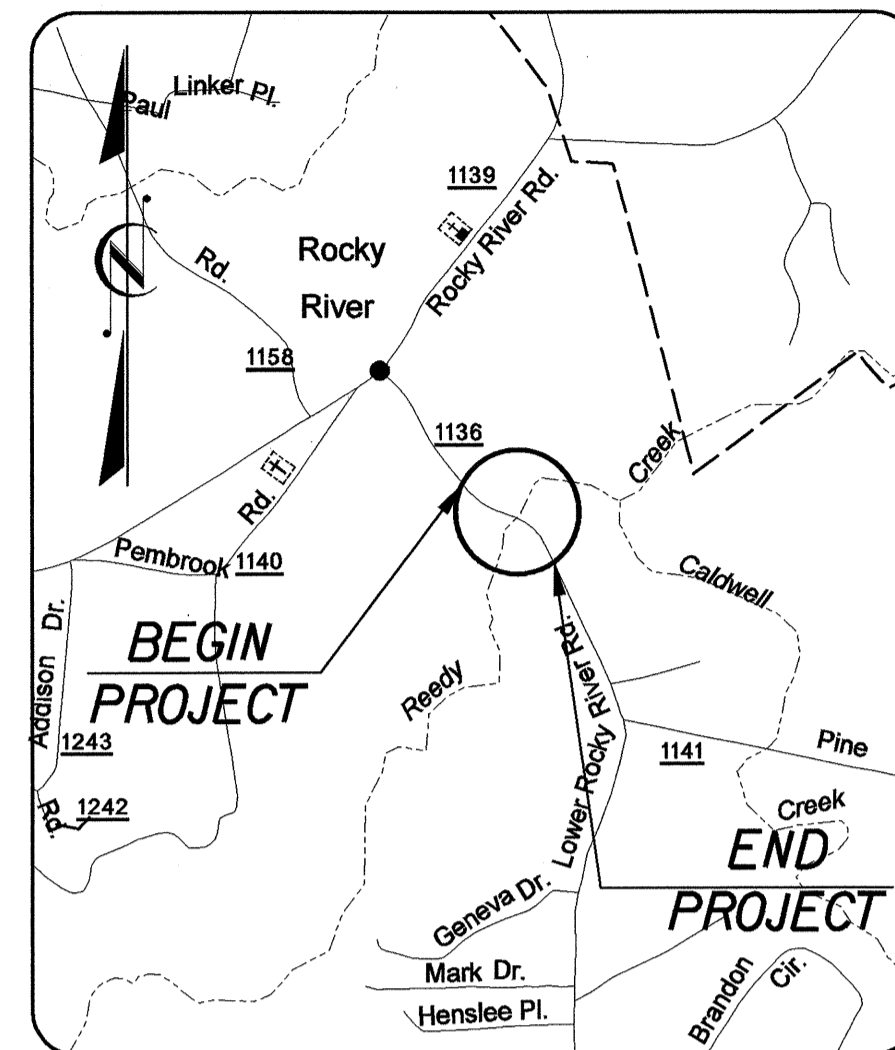 Paul
Linker Pl.
N
1139
Rocky River Rd.
Rd.
Rocky
River
1158
1136
Creek
Rd.
Pembrook
1140
Caldwell
Addison Dr.
BEGIN
PROJECT
Reedy
Lower Rocky River Rd.
1243
1141
Pine
Rd.
1242
Creek
END
PROJECT
Geneva Dr.
Mark Dr.
Henslee Pl.
Brandon
Cir.